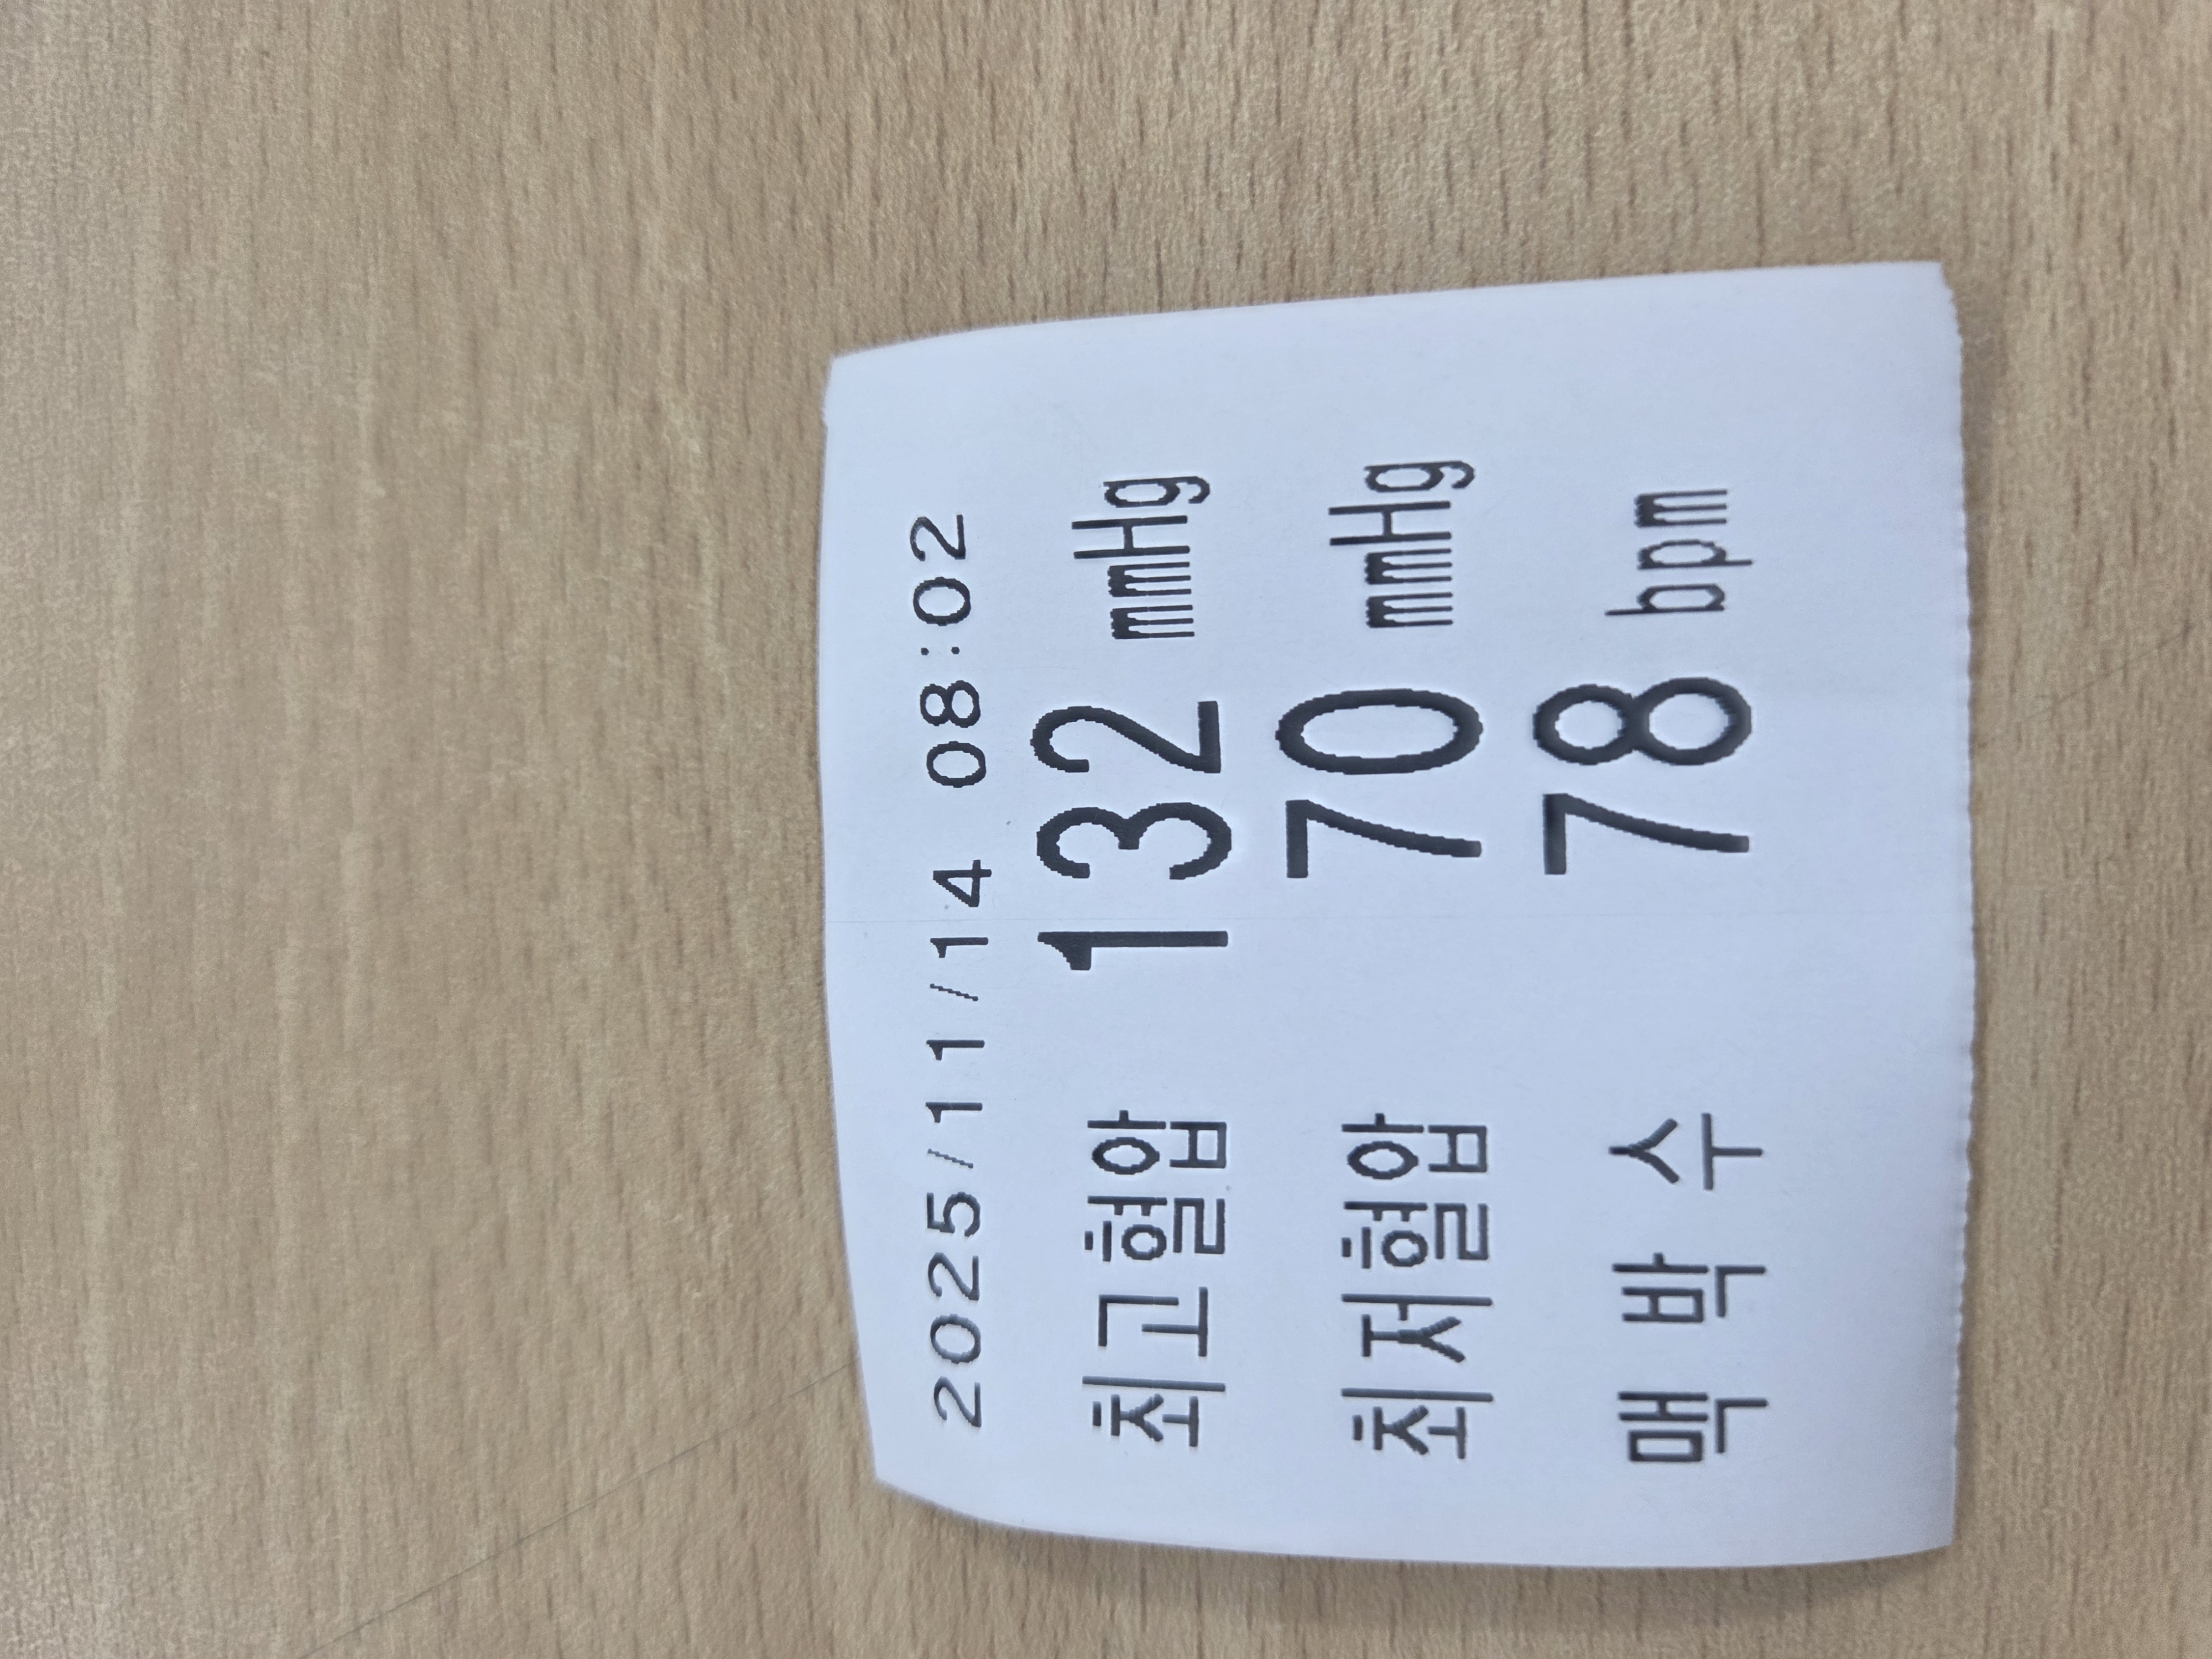 2025/11/14 08:02
최고혈압 132 mmHg
최저혈압 70 mmHg
맥 박 수 78 bpm